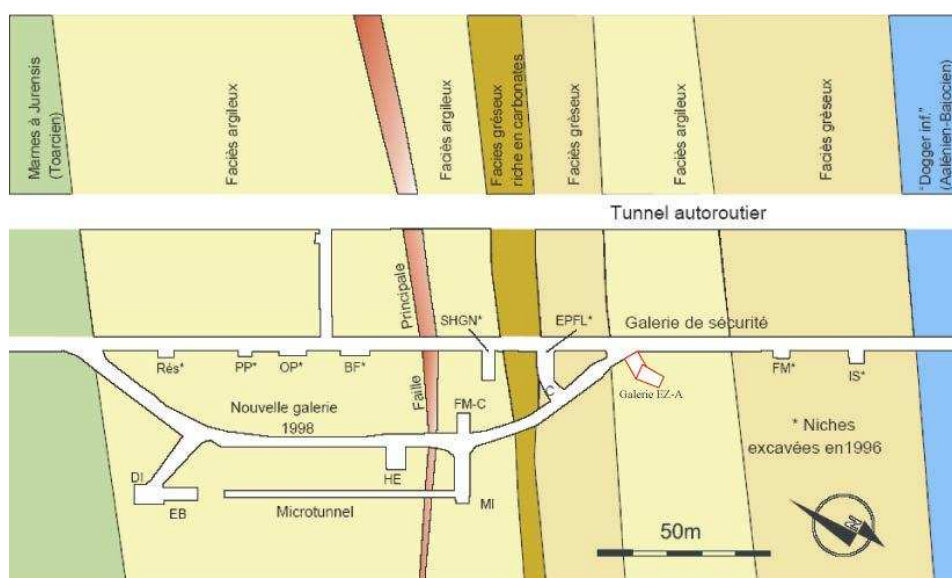 Marnes à Jurensis
(Toarcien)
Faciès argileux
Faciès argileux
Faciès gréseux
riche en carbonates
Faciès gréseux
Faciès argileux
Faciès gréseux
"Dogger inf."
(Aalénien-Bajocien)
Tunnel autoroutier
Principale
SHGN*
EPFL*
Galerie de sécurité
Rés*
PP*
OP*
BF*
Faille
C
Galerie EZ-A
FM*
IS*
Nouvelle galerie
1998
FM-C
* Niches
excavées en1996
DI
HE
EB
Microtunnel
MI
50m
N